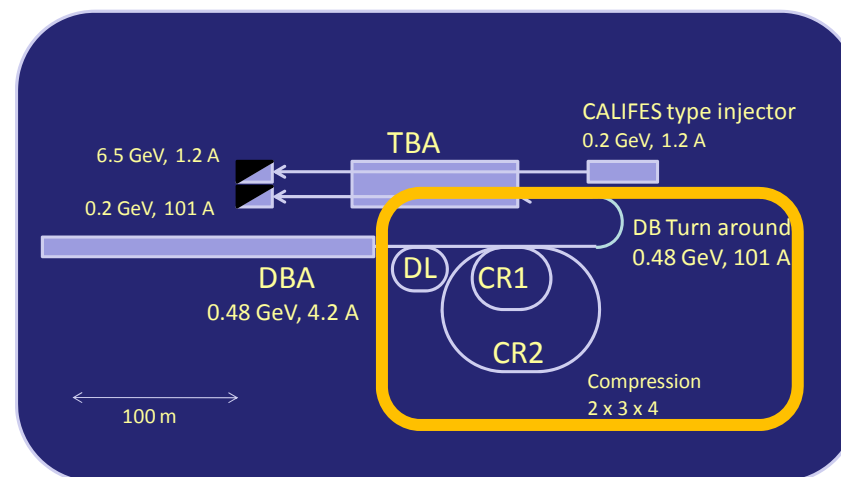 CALIFES type injector
0.2 GeV, 1.2 A
TBA
6.5 GeV, 1.2 A
0.2 GeV, 101 A
DB Turn around
0.48 GeV, 101 A
DL
CR1
DBA
0.48 GeV, 4.2 A
CR2
Compression
2 x 3 x 4
100 m